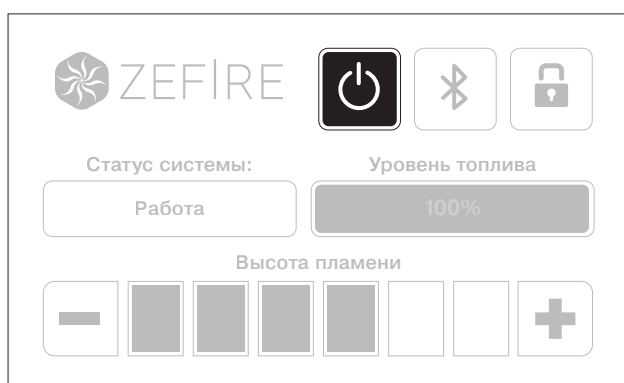 ZEFIRE
Статус системы:
Уровень топлива
Работа
100%
Высота пламени